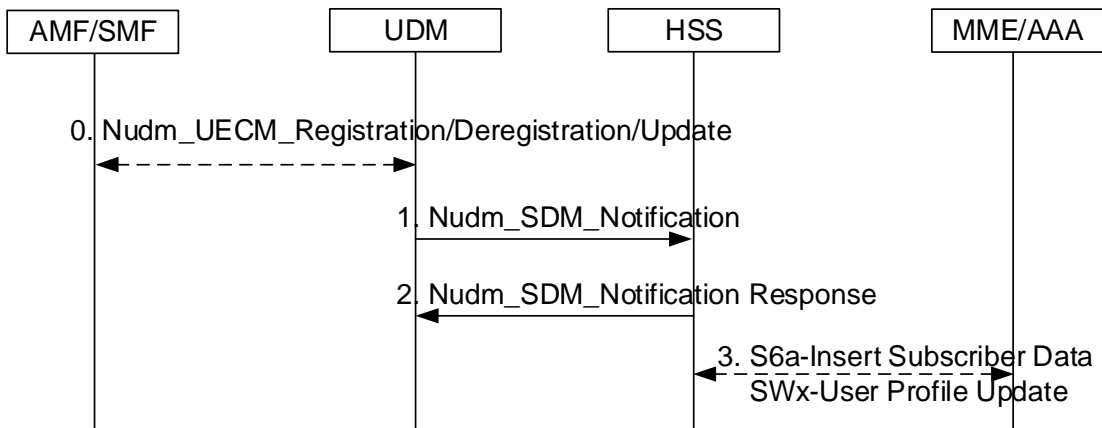 AMF/SMF
UDM
HSS
MME/AAA
0. Nudm_UECM_Registration/Deregistration/Update
1. Nudm_SDM_Notification
2. Nudm_SDM_Notification Response
3. S6a-Insert Subscriber Data
SWx-User Profile Update